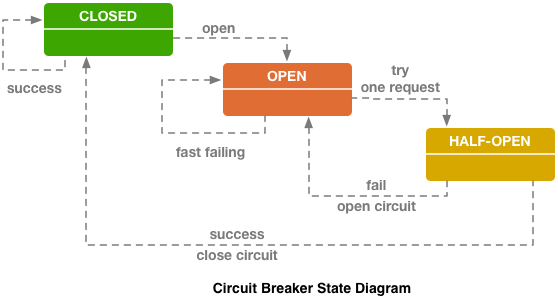 CLOSED
open
success
OPEN
try
one request
fast failing
HALF-OPEN
fail
open circuit
success
close circuit
Circuit Breaker State Diagram